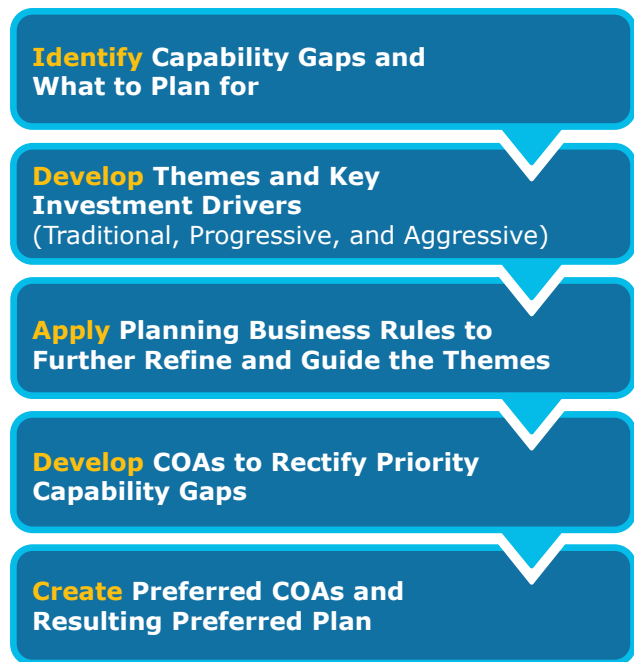 Identify Capability Gaps and
What to Plan for
Develop Themes and Key
Investment Drivers
(Traditional, Progressive, and Aggressive)
Apply Planning Business Rules to
Further Refine and Guide the Themes
Develop COAs to Rectify Priority
Capability Gaps
Create Preferred COAs and
Resulting Preferred Plan